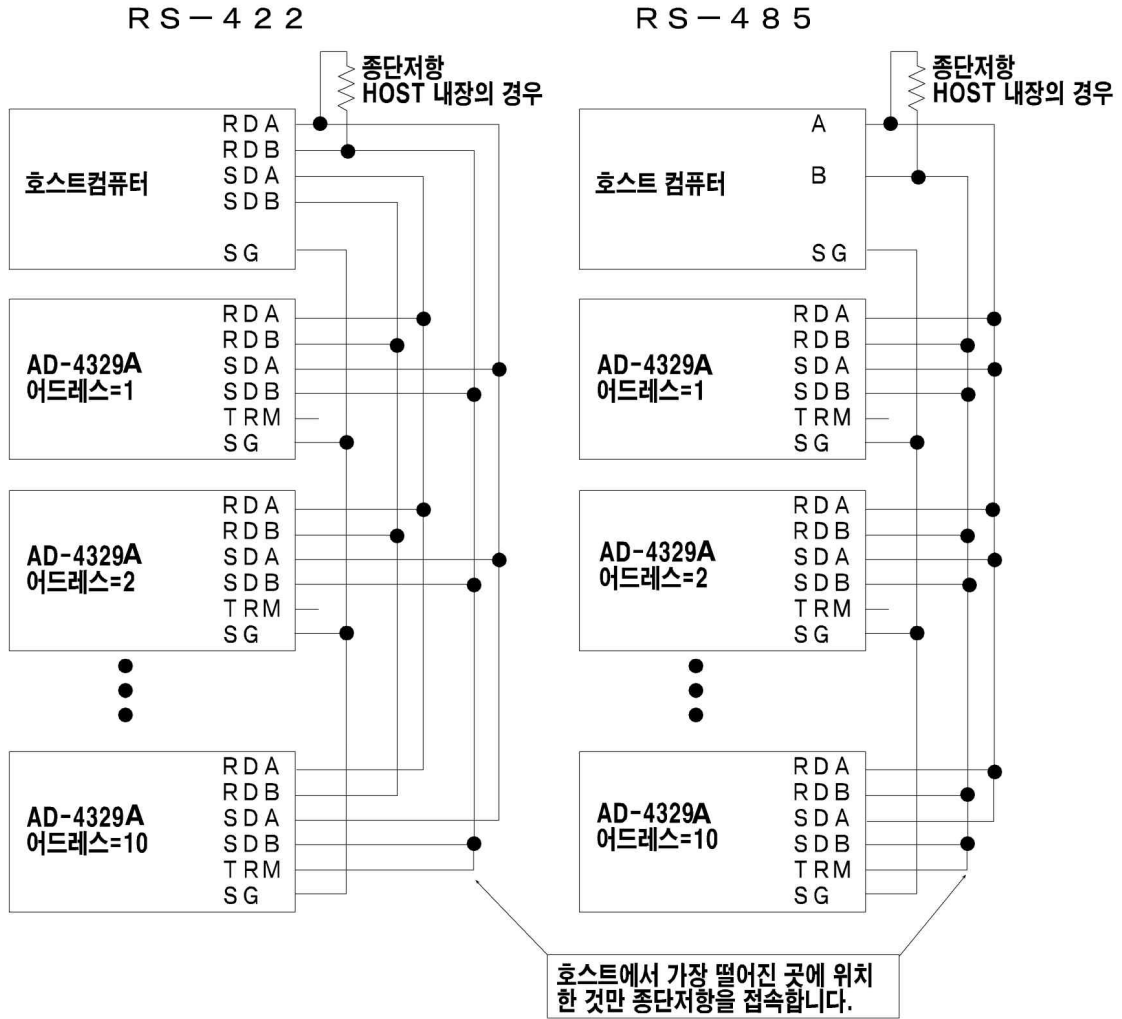 RS-422
종단저항
HOST 내장의 경우
호스트컴퓨터
RDA
RDB
SDA
SDB
SG
AD-4329A
어드레스=1
RDA
RDB
SDA
SDB
TRM
SG
AD-4329A
어드레스=2
RDA
RDB
SDA
SDB
TRM
SG
AD-4329A
어드레스=10
RDA
RDB
SDA
SDB
TRM
SG
RS-485
종단저항
HOST 내장의 경우
호스트 컴퓨터
A
B
SG
AD-4329A
어드레스=1
RDA
RDB
SDA
SDB
TRM
SG
AD-4329A
어드레스=2
RDA
RDB
SDA
SDB
TRM
SG
AD-4329A
어드레스=10
RDA
RDB
SDA
SDB
TRM
SG
호스트에서 가장 떨어진 곳에 위치
한 것만 종단저항을 접속합니다.